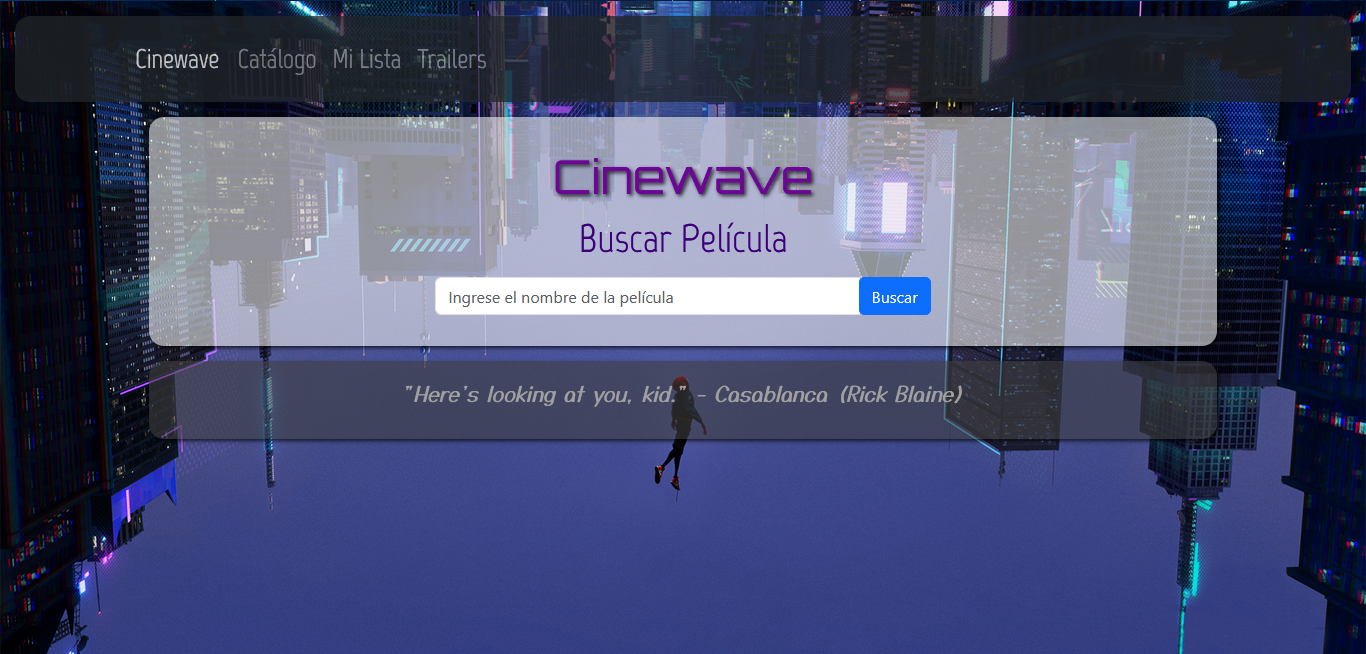 Cinewave Catálogo Mi Lista Trailers
Cinewave
Buscar Película
Ingrese el nombre de la película Buscar
"Here's looking at you, kid." - Casablanca (Rick Blaine)